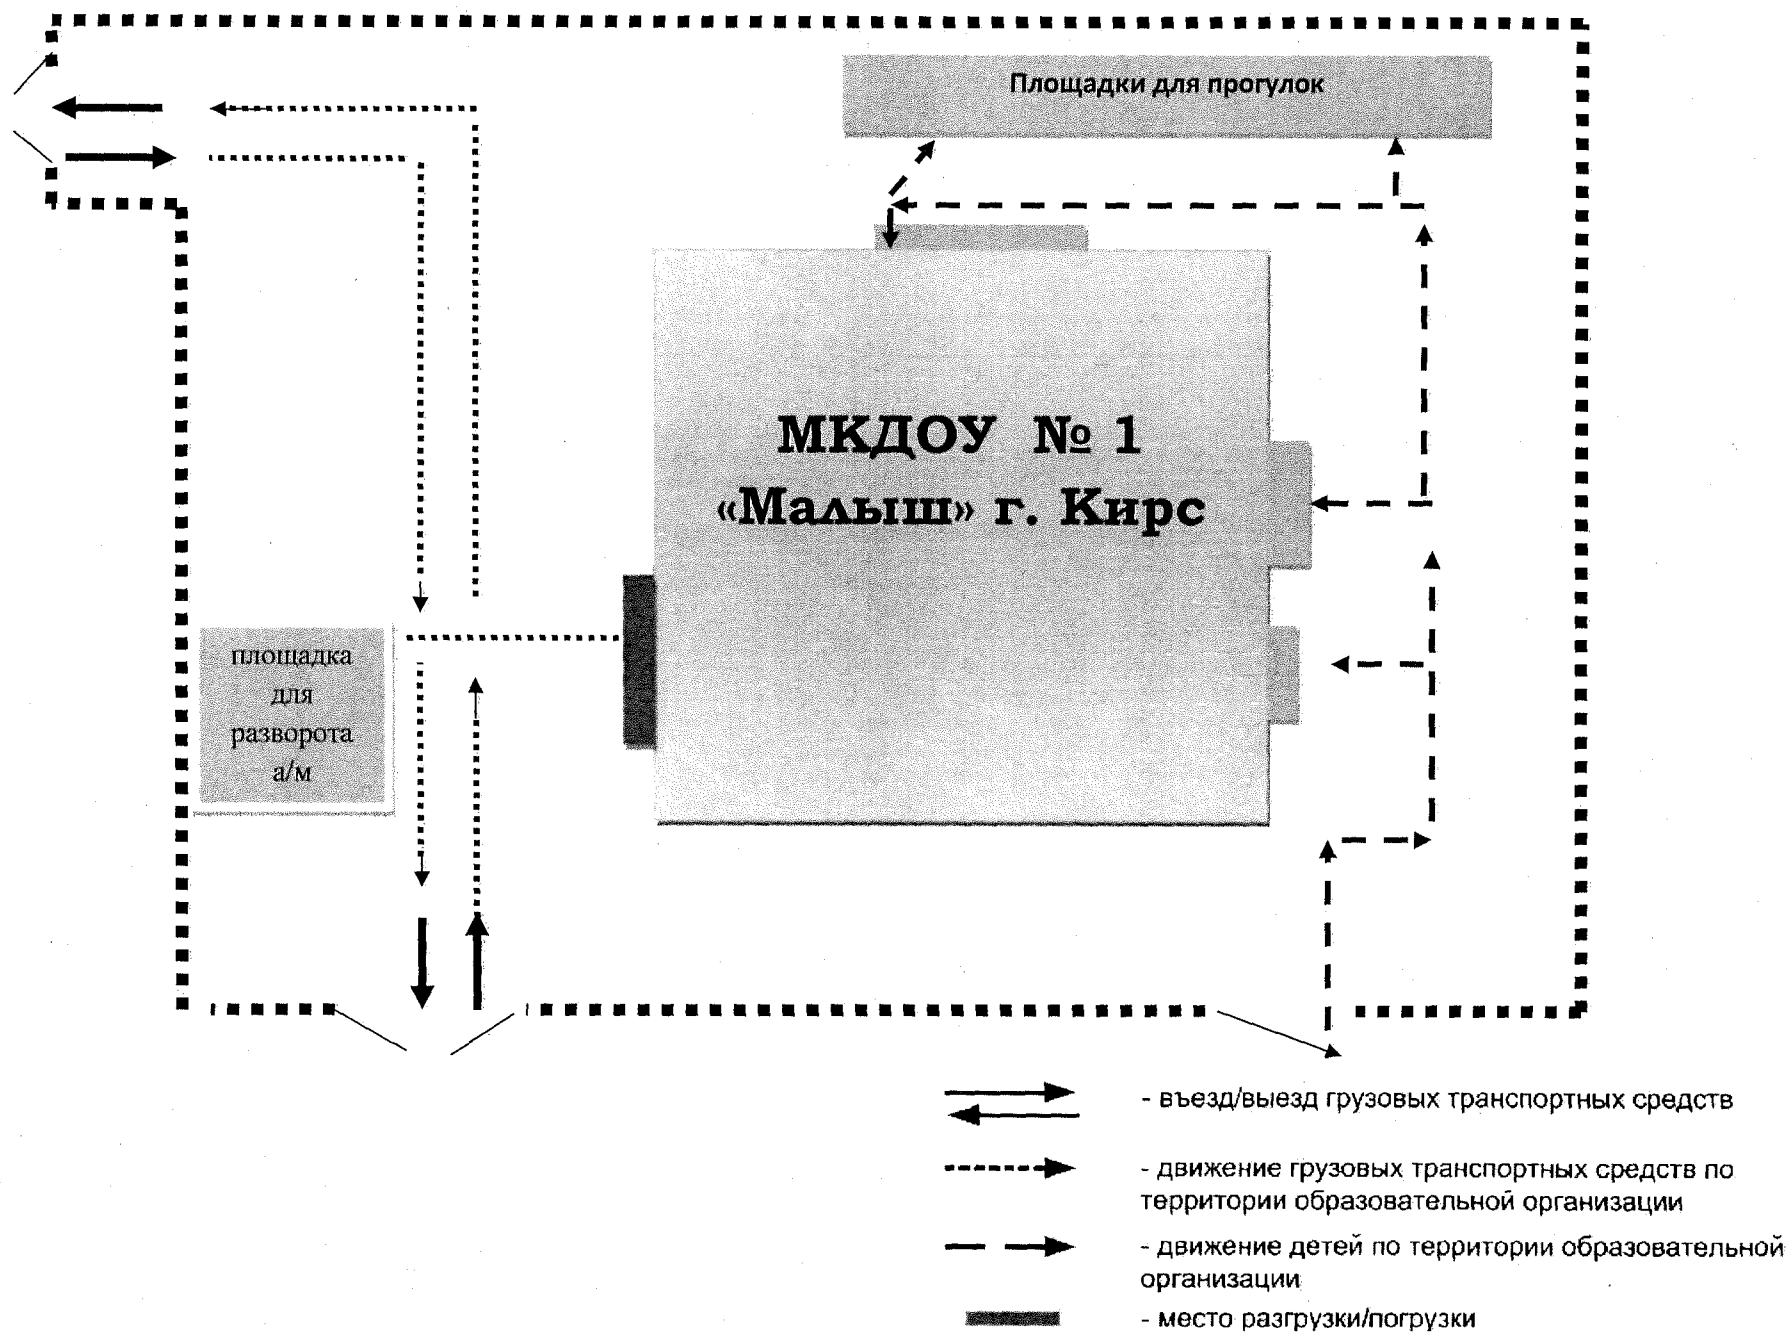 Площадки для прогулок
МКДОУ № 1
«Малыш» г. Кирс
площадка
для
разворота
а/м
- въезд/выезд грузовых транспортных средств
- движение грузовых транспортных средств по
территории образовательной организации
- движение детей по территории образовательной
организации
- место разгрузки/погрузки